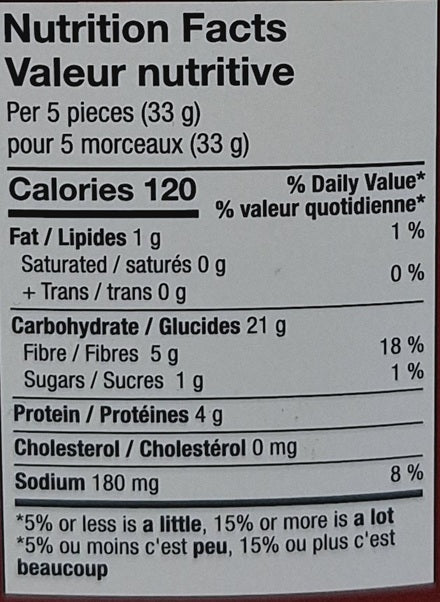 Nutrition Facts
Valeur nutritive
Per 5 pieces (33 g)
pour 5 morceaux (33 g)
Calories 120
% Daily Value*
% valeur quotidienne*
Fat / Lipides 1 g 1 %
Saturated / saturés 0 g
+ Trans / trans 0 g 0 %
Carbohydrate / Glucides 21 g
Fibre / Fibres 5 g 18 %
Sugars / Sucres 1 g 1 %
Protein / Protéines 4 g
Cholesterol / Cholestérol 0 mg
Sodium 180 mg 8 %
*5% or less is a little, 15% or more is a lot
*5% ou moins c'est peu, 15% ou plus c'est
beaucoup